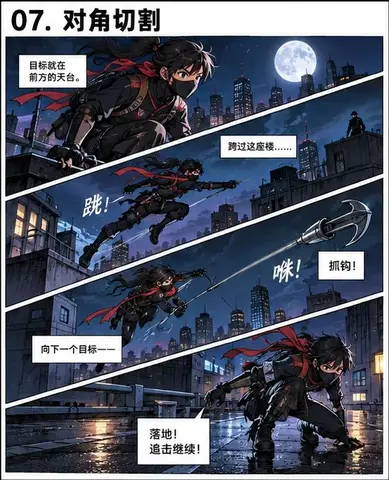 07. 对角切割
目标就在
前方的天台。
跨过这座楼……
跳！
咻！
抓钩！
向下一个目标——
落地！
追击继续！